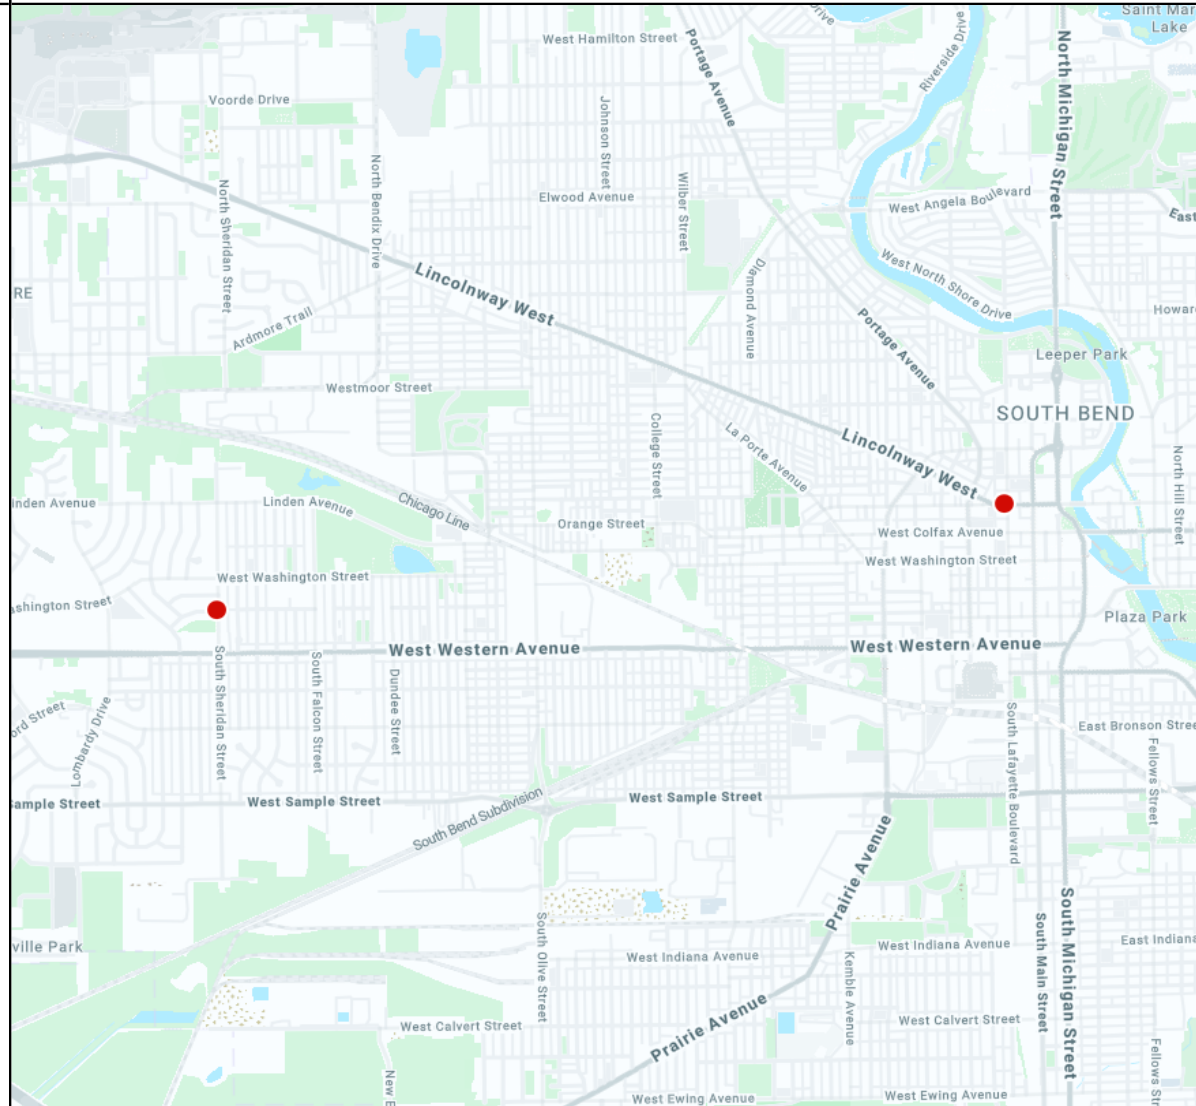 Saint Mar
Lake
Drive
West Hamilton Street
Portage Avenue
Riverside Drive
North Michigan Street
Voorde Drive
Johnson Street
North Bendix Drive
Wilber Street
North Sheridan Street
Elwood Avenue
West Angela Boulevard
East
Lincolnway West
West North Shore Drive
Diamond Avenue
RE
Ardmore Trail
Portage Avenue
Howar
Leeper Park
Westmoor Street
SOUTH BEND
College Street
La Porte Avenue
Lincolnway West
North Hill Street
inden Avenue
Linden Avenue
Chicago Line
Orange Street
West Colfax Avenue
West Washington Street
West Washington Street
ashington Street
Plaza Park
West Western Avenue
West Western Avenue
South Sheridan Street
South Falcon Street
Dundee Street
ord Street
Lombardy Drive
South Lafayette Boulevard
East Bronson Stree
Fellows Street
Sample Street
West Sample Street
West Sample Street
South Bend Subdivision
Prairie Avenue
South Olive Street
South Main Street
South Michigan Street
ville Park
West Indiana Avenue
West Indiana Avenue
East Indiana
Kemble Avenue
West Calvert Street
West Calvert Street
Prairie Avenue
Fellows Str
New E
West Ewing Avenue
West Ewing Avenue